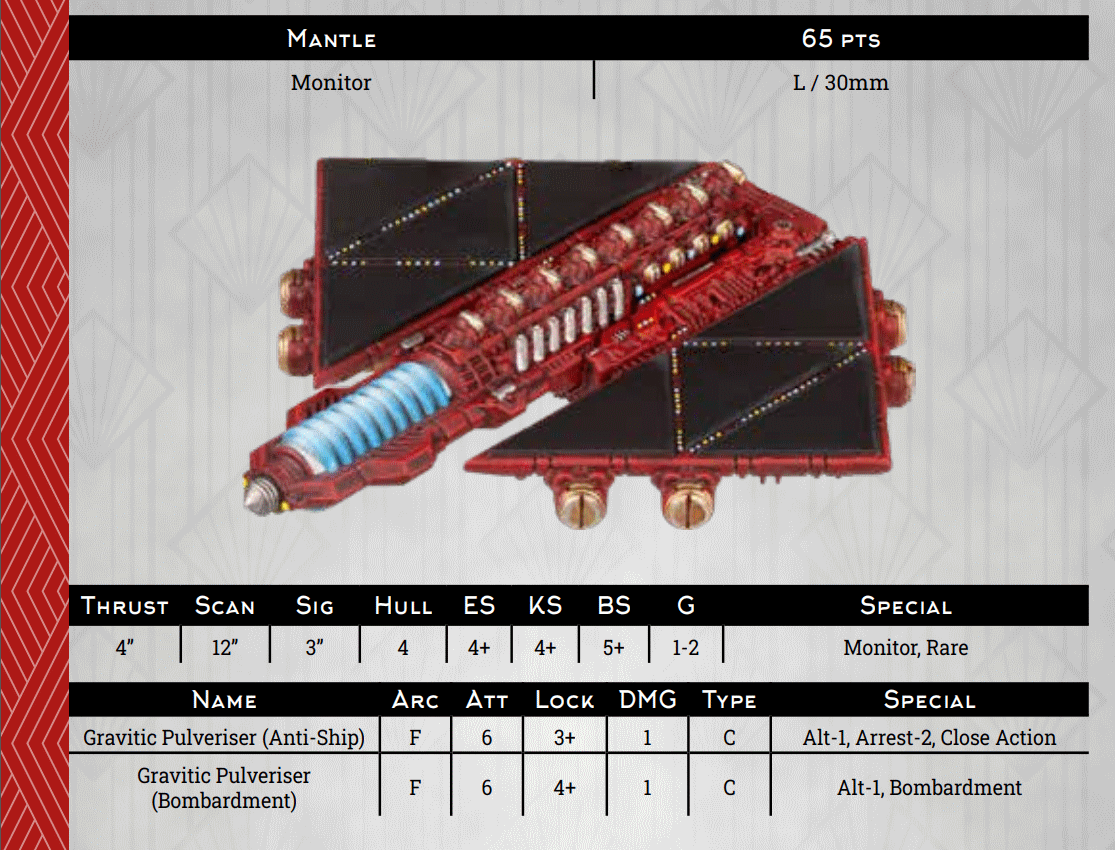 Mantle 65 pts
Monitor L / 30mm
Thrust Scan Sig Hull ES KS BS G Special
4” 12” 3” 4 4+ 4+ 5+ 1-2 Monitor, Rare
Name Arc Att Lock DMG Type Special
Gravitic Pulveriser (Anti-Ship) F 6 3+ 1 C Alt-1, Arrest-2, Close Action
Gravitic Pulveriser
(Bombardment) F 6 4+ 1 C Alt-1, Bombardment